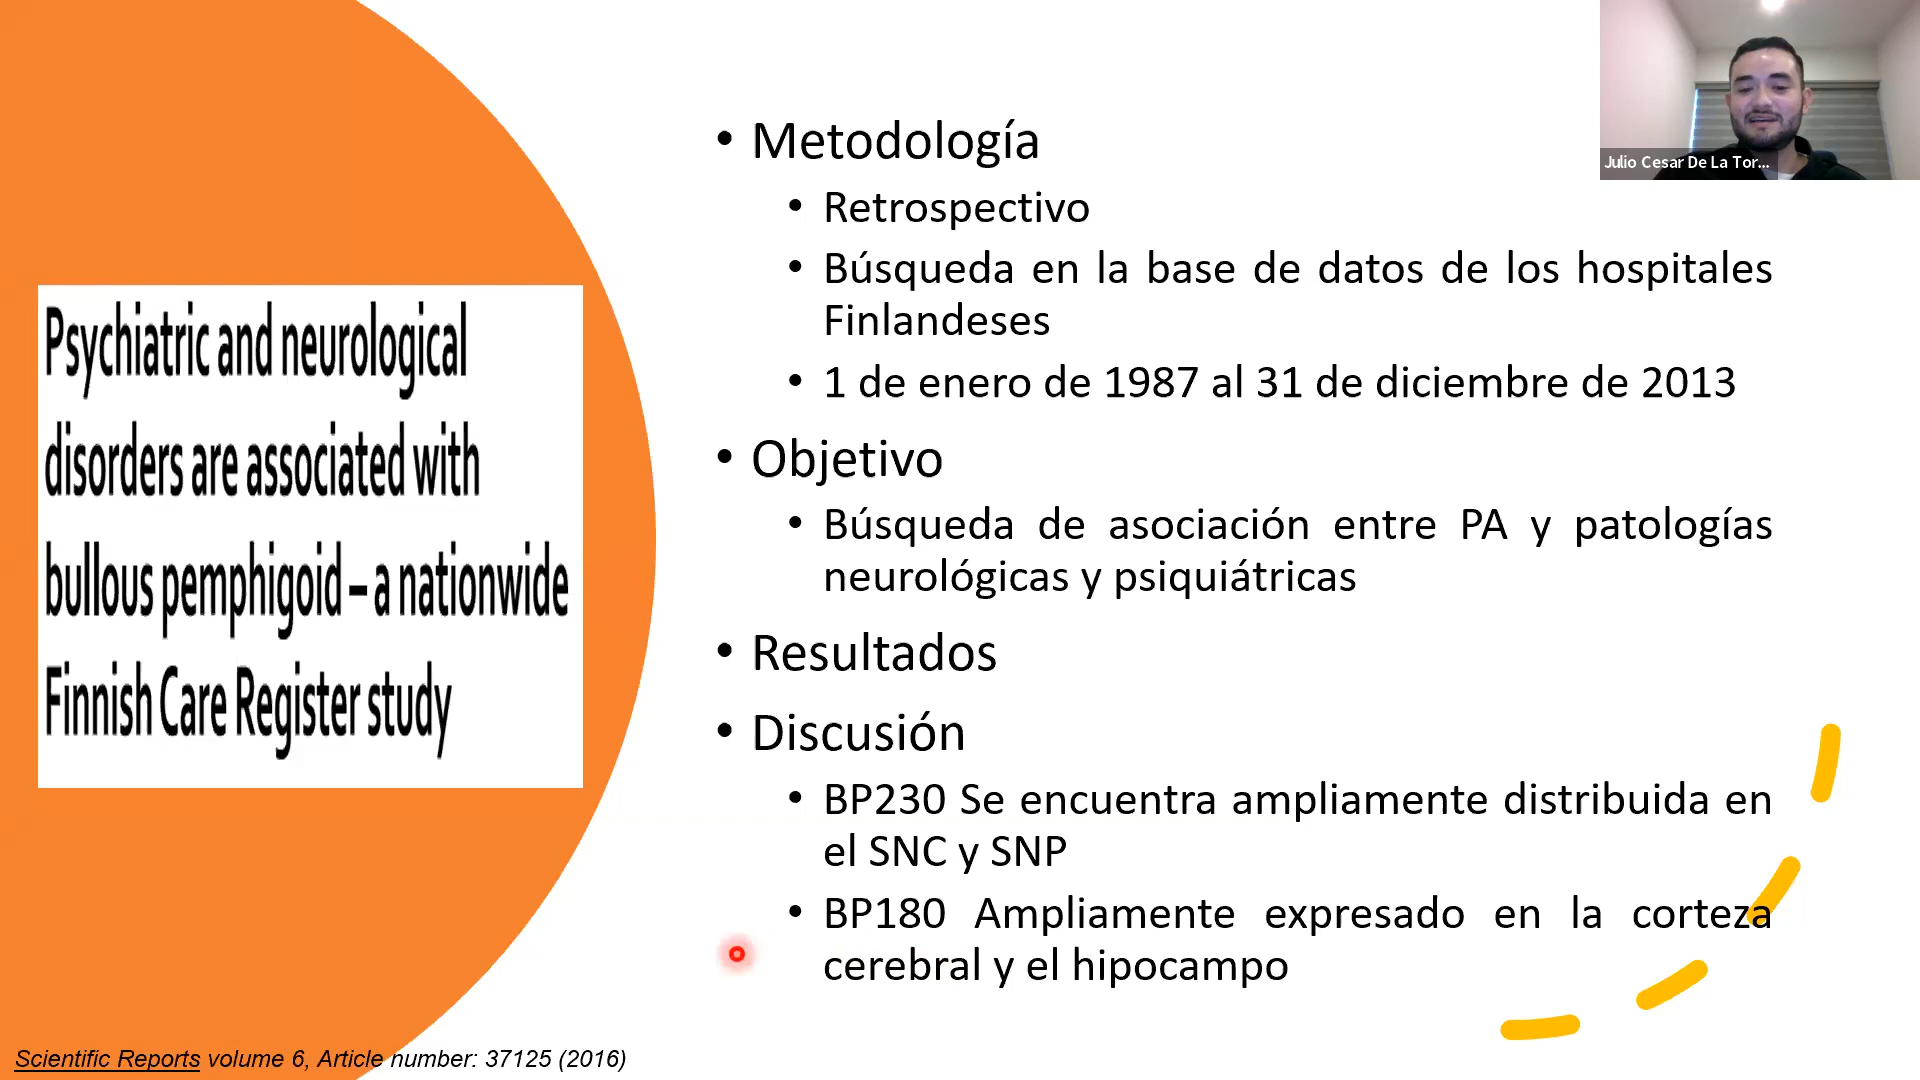 Psychiatric and neurological
disorders are associated with
bullous pemphigoid – a nationwide
Finnish Care Register study
• Metodología
• Retrospectivo
• Búsqueda en la base de datos de los hospitales
Finlandeses
• 1 de enero de 1987 al 31 de diciembre de 2013
• Objetivo
• Búsqueda de asociación entre PA y patologías
neurológicas y psiquiátricas
• Resultados
• Discusión
• BP230 Se encuentra ampliamente distribuida en
el SNC y SNP
• BP180 Ampliamente expresado en la corteza
cerebral y el hipocampo
Scientific Reports volume 6, Article number: 37125 (2016)
Julio Cesar De La Tor...